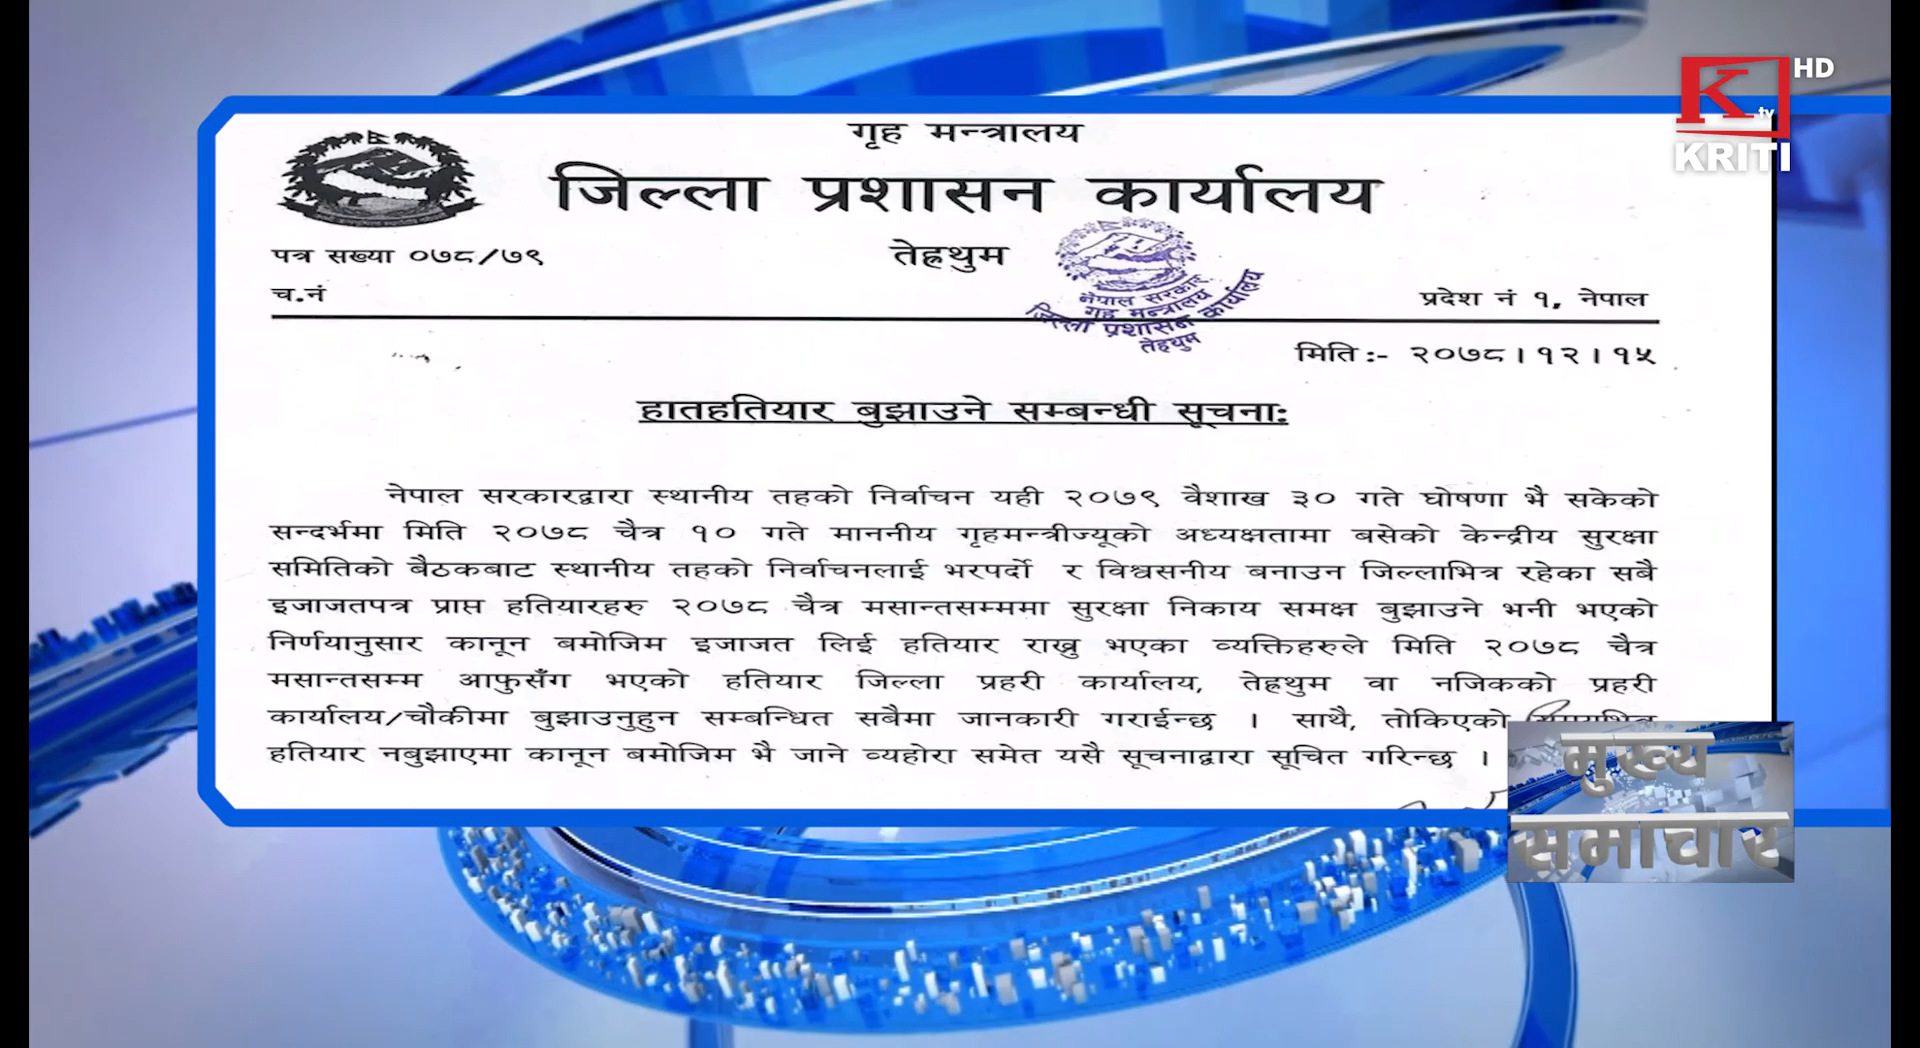 K tv HD
KRITI
गृह मन्त्रालय
जिल्ला प्रशासन कार्यालय
तेह्रथुम
पत्र सख्या ०७८/७९
च.नं
नेपाल सरकार
गृह मन्त्रालय
जिल्ला प्रशासन कार्यालय
तेह्रथुम
प्रदेश नं १, नेपाल
मिति :- २०७८।१२।१५
हातहतियार बुझाउने सम्बन्धी सूचना:
नेपाल सरकारद्वारा स्थानीय तहको निर्वाचन यही २०७९ वैशाख ३० गते घोषणा भै सकेको
सन्दर्भमा मिति २०७८ चैत्र १० गते माननीय गृहमन्त्रीज्यूको अध्यक्षतामा बसेको केन्द्रीय सुरक्षा
समितिको बैठकबाट स्थानीय तहको निर्वाचनलाई भरपर्दो र विश्वसनीय बनाउन जिल्लाभित्र रहेका सबै
इजाजतपत्र प्राप्त हतियारहरु २०७८ चैत्र मसान्तसम्ममा सुरक्षा निकाय समक्ष बुझाउने भनी भएको
निर्णयानुसार कानून बमोजिम इजाजत लिई हतियार राख्नु भएका व्यक्तिहरुले मिति २०७८ चैत्र
मसान्तसम्म आफुसँग भएको हतियार जिल्ला प्रहरी कार्यालय, तेह्रथुम वा नजिकको प्रहरी
कार्यालय/चौकीमा बुझाउनुहुन सम्बन्धित सबैमा जानकारी गराईन्छ । साथै, तोकिएको
हतियार नबुझाएमा कानून बमोजिम भै जाने व्यहोरा समेत यसै सूचनाद्वारा सूचित गरिन्छ ।
मुख्य
समाचार